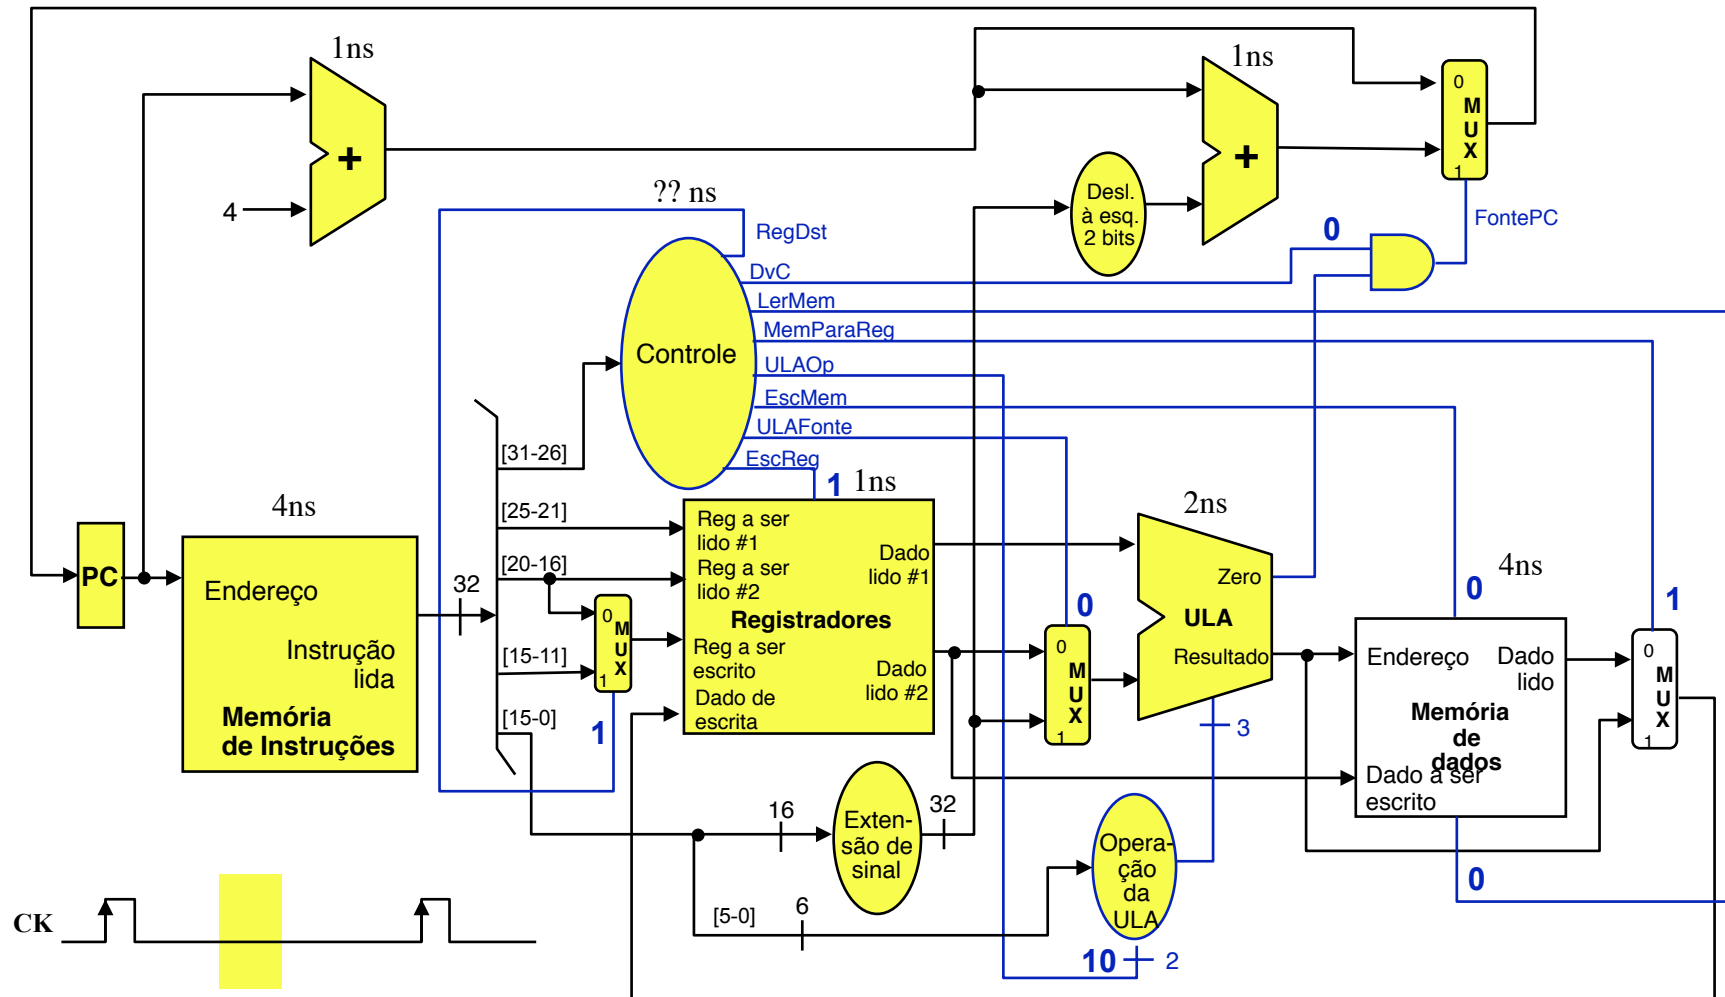 1ns
1ns
0
M
U
X
1
+
+
4
Desl.
à esq.
2 bits
?? ns
RegDst
0
FontePC
DvC
LerMem
MemParaReg
Controle
ULAOp
EscMem
ULAFonte
EscReg
[31-26]
1
1ns
4ns
[25-21]
2ns
4ns
PC
Endereço
Instrução
lida
Memória
de Instruções
32
[20-16]
0
M
U
X
1
[15-11]
[15-0]
1
Reg a ser
lido #1
Reg a ser
lido #2
Registradores
Reg a ser
escrito
Dado de
escrita
Dado
lido #1
Dado
lido #2
0
0
M
U
X
1
Zero
ULA
Resultado
3
0
Endereço
Dado
lido
Memória
de
dados
Dado a ser
escrito
0
1
0
M
U
X
1
16
Exten-
são de
sinal
32
Opera-
ção
da
ULA
[5-0]
6
10
2
CK